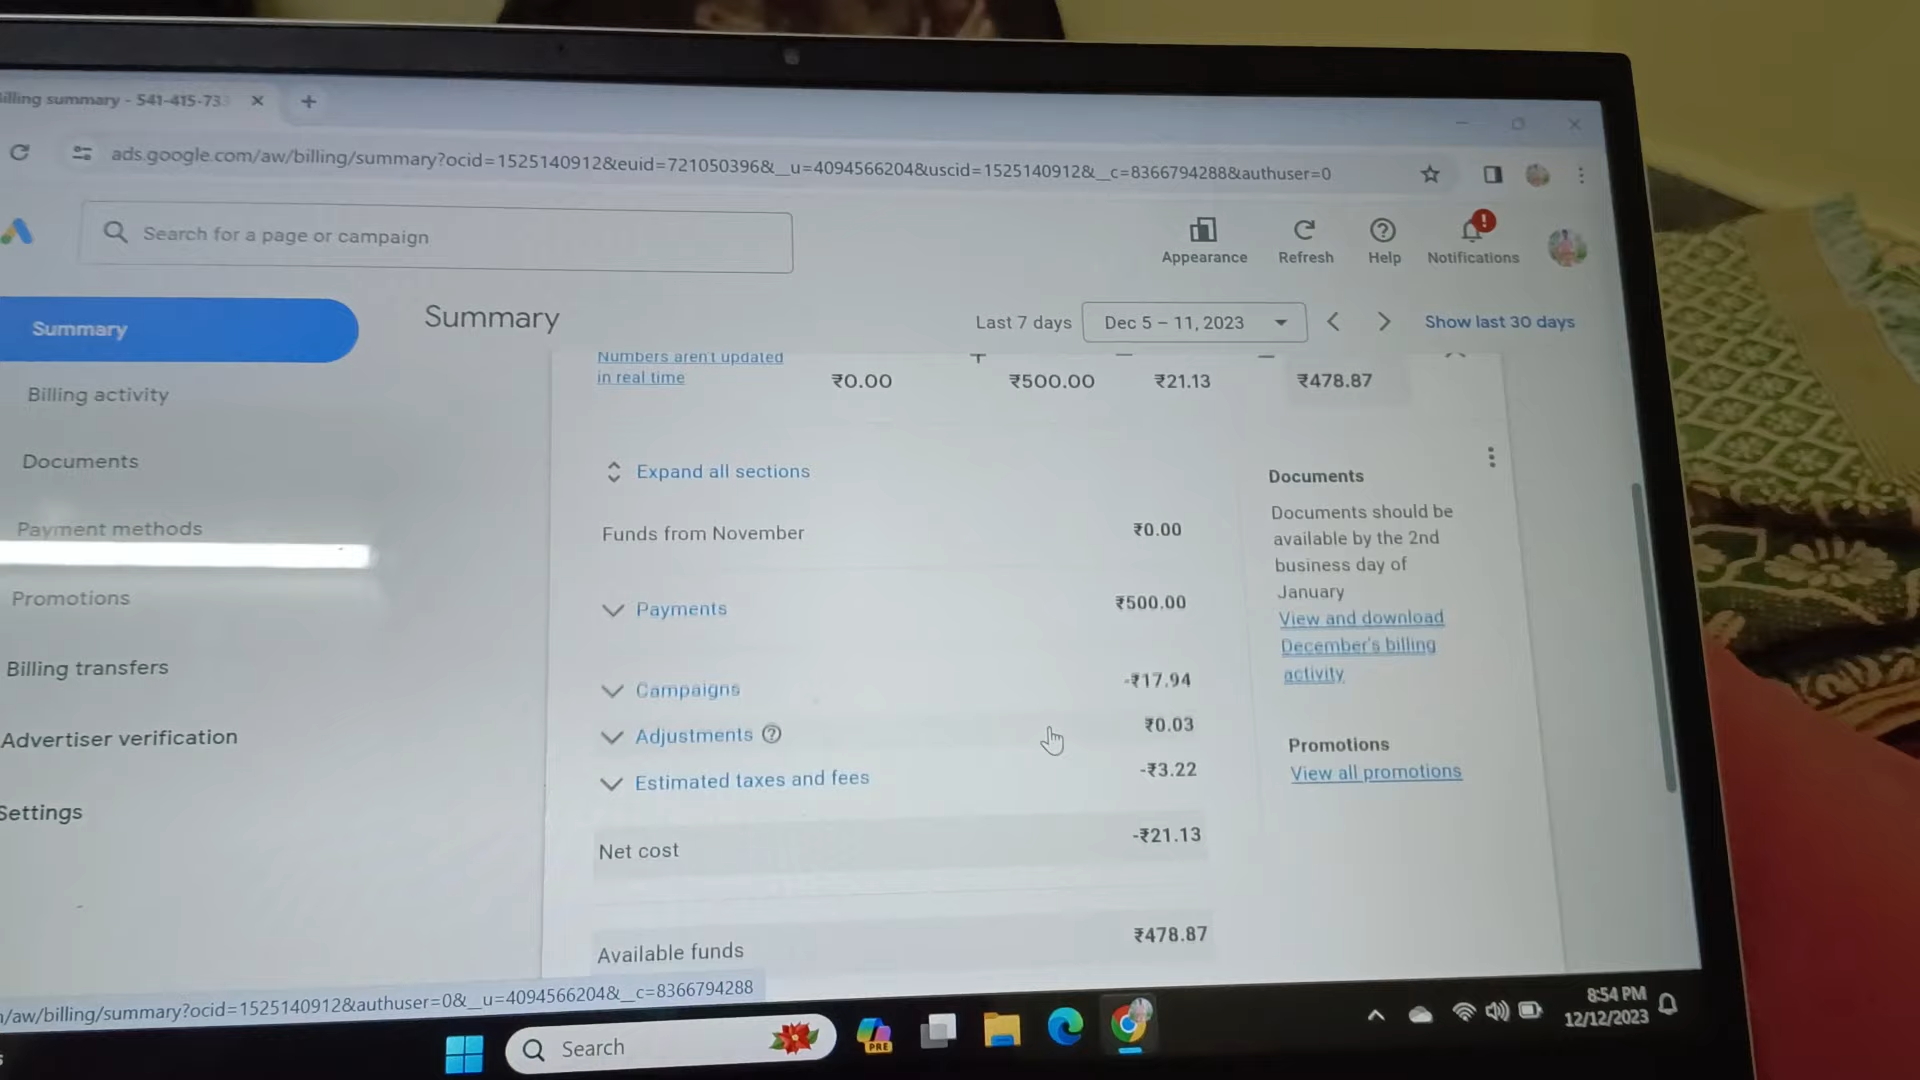 illing summary - 541-415-733
ads.google.com/aw/billing/summary?ocid=1525140912&euid=721050396&__u=4094566204&uscid=1525140912&__c=8366794288&authuser=0
Search for a page or campaign
Appearance
Refresh
Help
Notifications
Summary
Billing activity
Documents
Payment methods
Promotions
Billing transfers
Advertiser verification
Settings
Summary
Last 7 days
Dec 5 – 11, 2023
Show last 30 days
Numbers aren't updated
in real time
₹0.00
₹500.00
₹21.13
₹478.87
Expand all sections
Funds from November ₹0.00
Payments ₹500.00
Campaigns -₹17.94
Adjustments ₹0.03
Estimated taxes and fees -₹3.22
Net cost -₹21.13
Available funds ₹478.87
Documents
Documents should be
available by the 2nd
business day of
January
View and download
December's billing
activity
Promotions
View all promotions
/aw/billing/summary?ocid=1525140912&authuser=0&__u=4094566204&__c=8366794288
Search
PRE
8:54 PM
12/12/2023